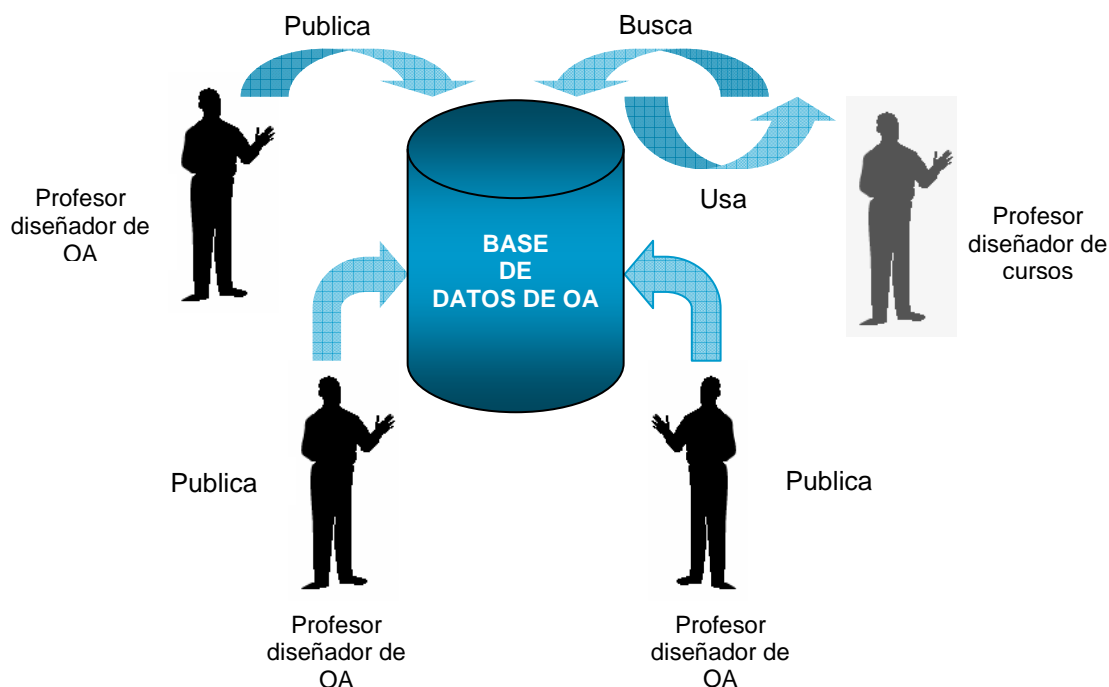 Publica
Busca
Usa
Profesor
diseñador de
OA
Profesor
diseñador de
cursos
BASE
DE
DATOS DE OA
Publica
Publica
Profesor
diseñador de
OA
Profesor
diseñador de
OA